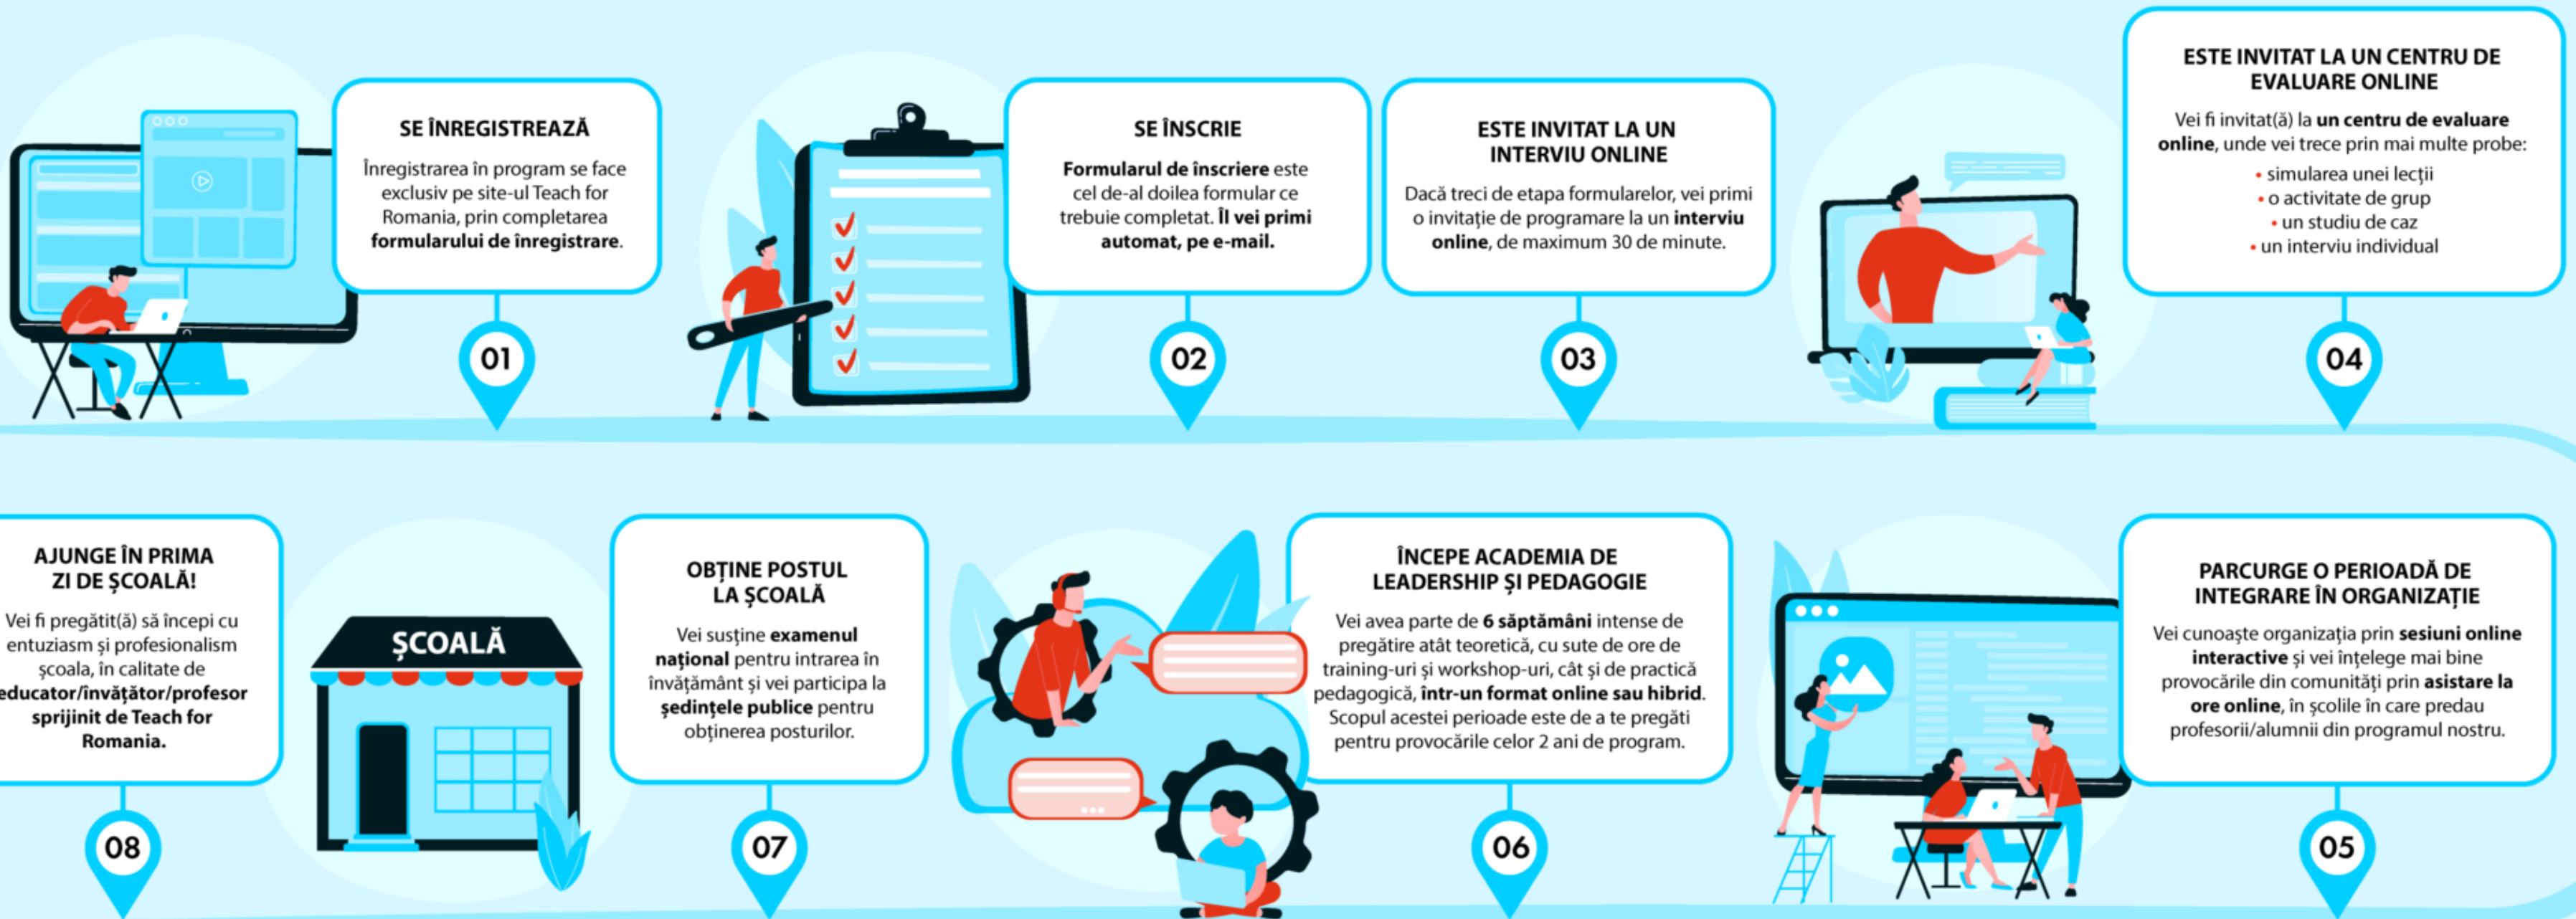 SE ÎNREGISTREAZĂ
Înregistrarea în program se face
exclusiv pe site-ul Teach for
Romania, prin completarea
formularului de înregistrare.
01
SE ÎNSCRIE
Formularul de înscriere este
cel de-al doilea formular ce
trebuie completat. Îl vei primi
automat, pe e-mail.
02
ESTE INVITAT LA UN
INTERVIU ONLINE
Dacă treci de etapa formularelor, vei primi
o invitație de programare la un interviu
online, de maximum 30 de minute.
03
ESTE INVITAT LA UN CENTRU DE
EVALUARE ONLINE
Vei fi invitat(ă) la un centru de evaluare
online, unde vei trece prin mai multe probe:
• simularea unei lecții
• o activitate de grup
• un studiu de caz
• un interviu individual
04
PARCURGE O PERIOADĂ DE
INTEGRARE ÎN ORGANIZAȚIE
Vei cunoaște organizația prin sesiuni online
interactive și vei înțelege mai bine
provocările din comunități prin asistare la
ore online, în școlile în care predau
profesorii/alumnii din programul nostru.
05
ÎNCEPE ACADEMIA DE
LEADERSHIP ȘI PEDAGOGIE
Vei avea parte de 6 săptămâni intense de
pregătire atât teoretică, cu sute de ore de
training-uri și workshop-uri, cât și de practică
pedagogică, într-un format online sau hibrid.
Scopul acestei perioade este de a te pregăti
pentru provocările celor 2 ani de program.
06
OBȚINE POSTUL
LA ȘCOALĂ
Vei susține examenul
național pentru intrarea în
învățământ și vei participa la
ședințele publice pentru
obținerea posturilor.
07
ȘCOALĂ
AJUNGE ÎN PRIMA
ZI DE ȘCOALĂ!
Vei fi pregătit(ă) să începi cu
entuziasm și profesionalism
școala, în calitate de
educator/învățător/profesor
sprijinit de Teach for
Romania.
08